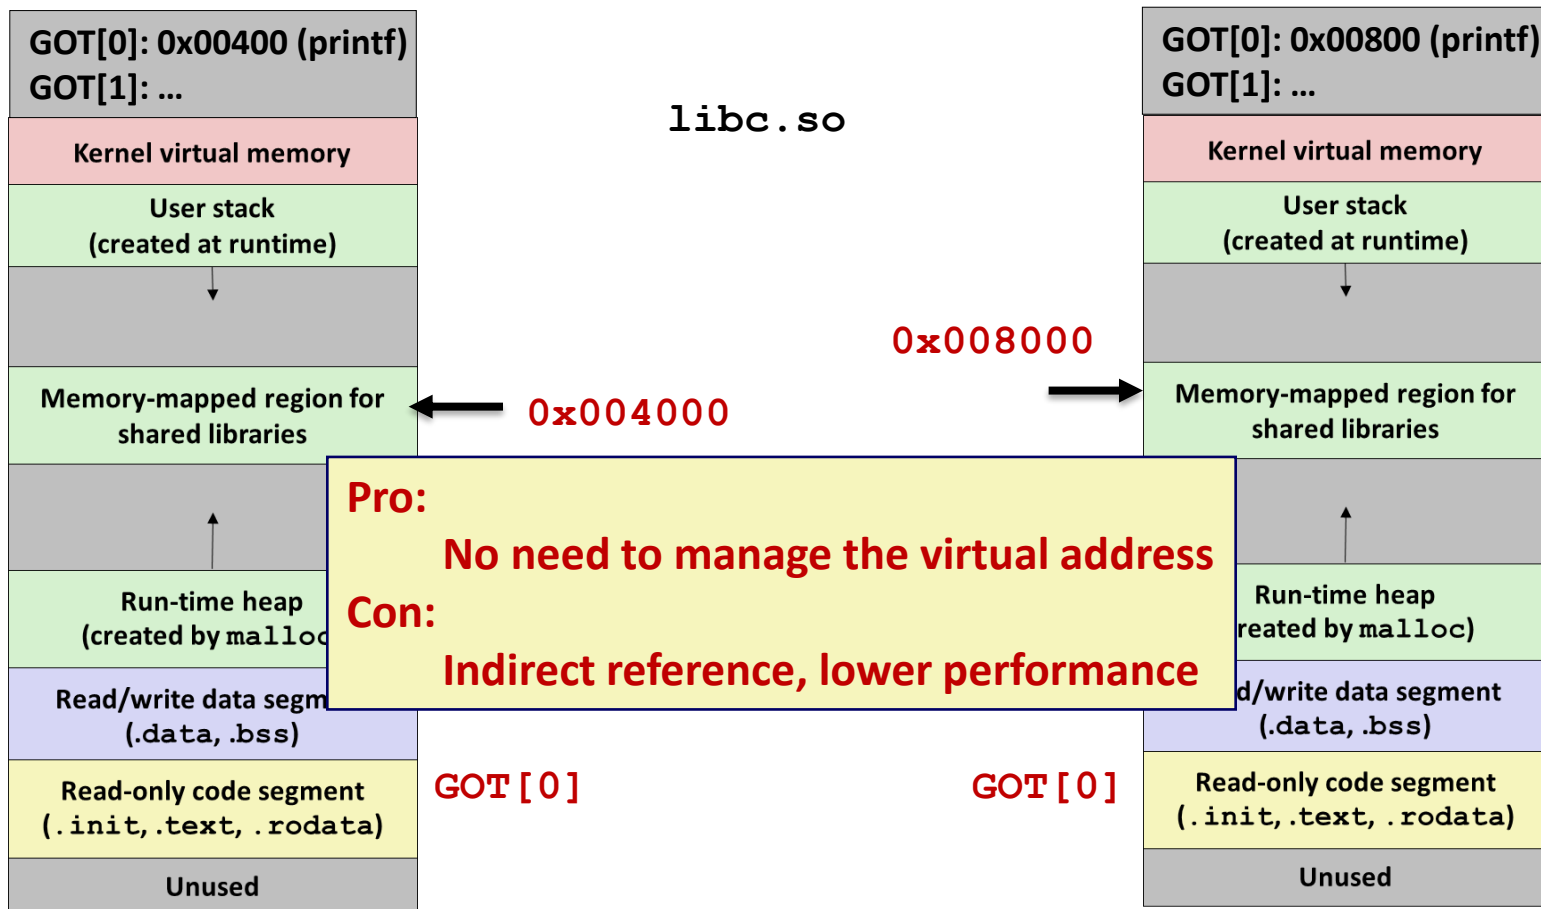 GOT[0]: 0x00400 (printf)
GOT[1]: …
Kernel virtual memory
User stack
(created at runtime)
Memory-mapped region for
shared libraries
Run-time heap
(created by malloc
Read/write data segm
(.data, .bss)
Read-only code segment
(.init, .text, .rodata)
Unused
libc.so
0x004000
0x008000
Pro:
No need to manage the virtual address
Con:
Indirect reference, lower performance
GOT[0]
GOT[0]
GOT[0]: 0x00800 (printf)
GOT[1]: …
Kernel virtual memory
User stack
(created at runtime)
Memory-mapped region for
shared libraries
Run-time heap
reated by malloc)
d/write data segment
(.data, .bss)
Read-only code segment
(.init, .text, .rodata)
Unused